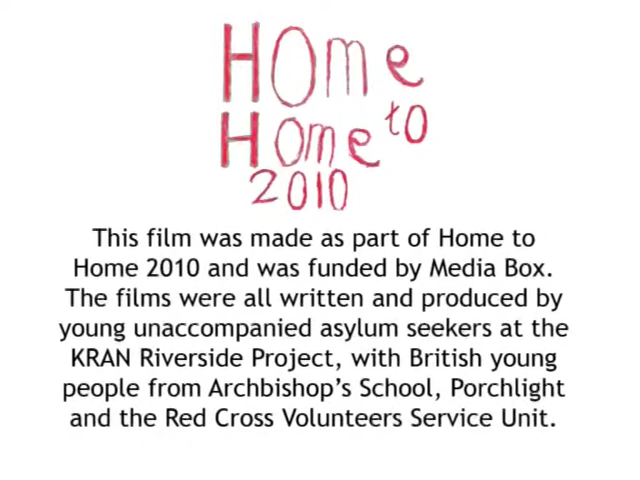 Home
Home to
2010
This film was made as part of Home to
Home 2010 and was funded by Media Box.
The films were all written and produced by
young unaccompanied asylum seekers at the
KRAN Riverside Project, with British young
people from Archbishop's School, Porchlight
and the Red Cross Volunteers Service Unit.